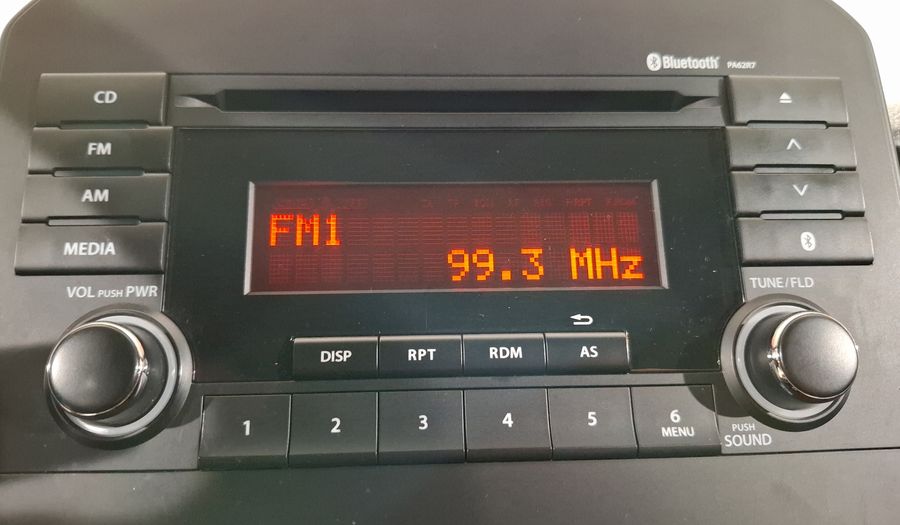 Bluetooth PA62R7
CD
FM
AM
MEDIA
FM1
99.3 MHz
VOL PUSH PWR
TUNE/FLD
DISP RPT RDM AS
1 2 3 4 5 6
MENU
PUSH
SOUND